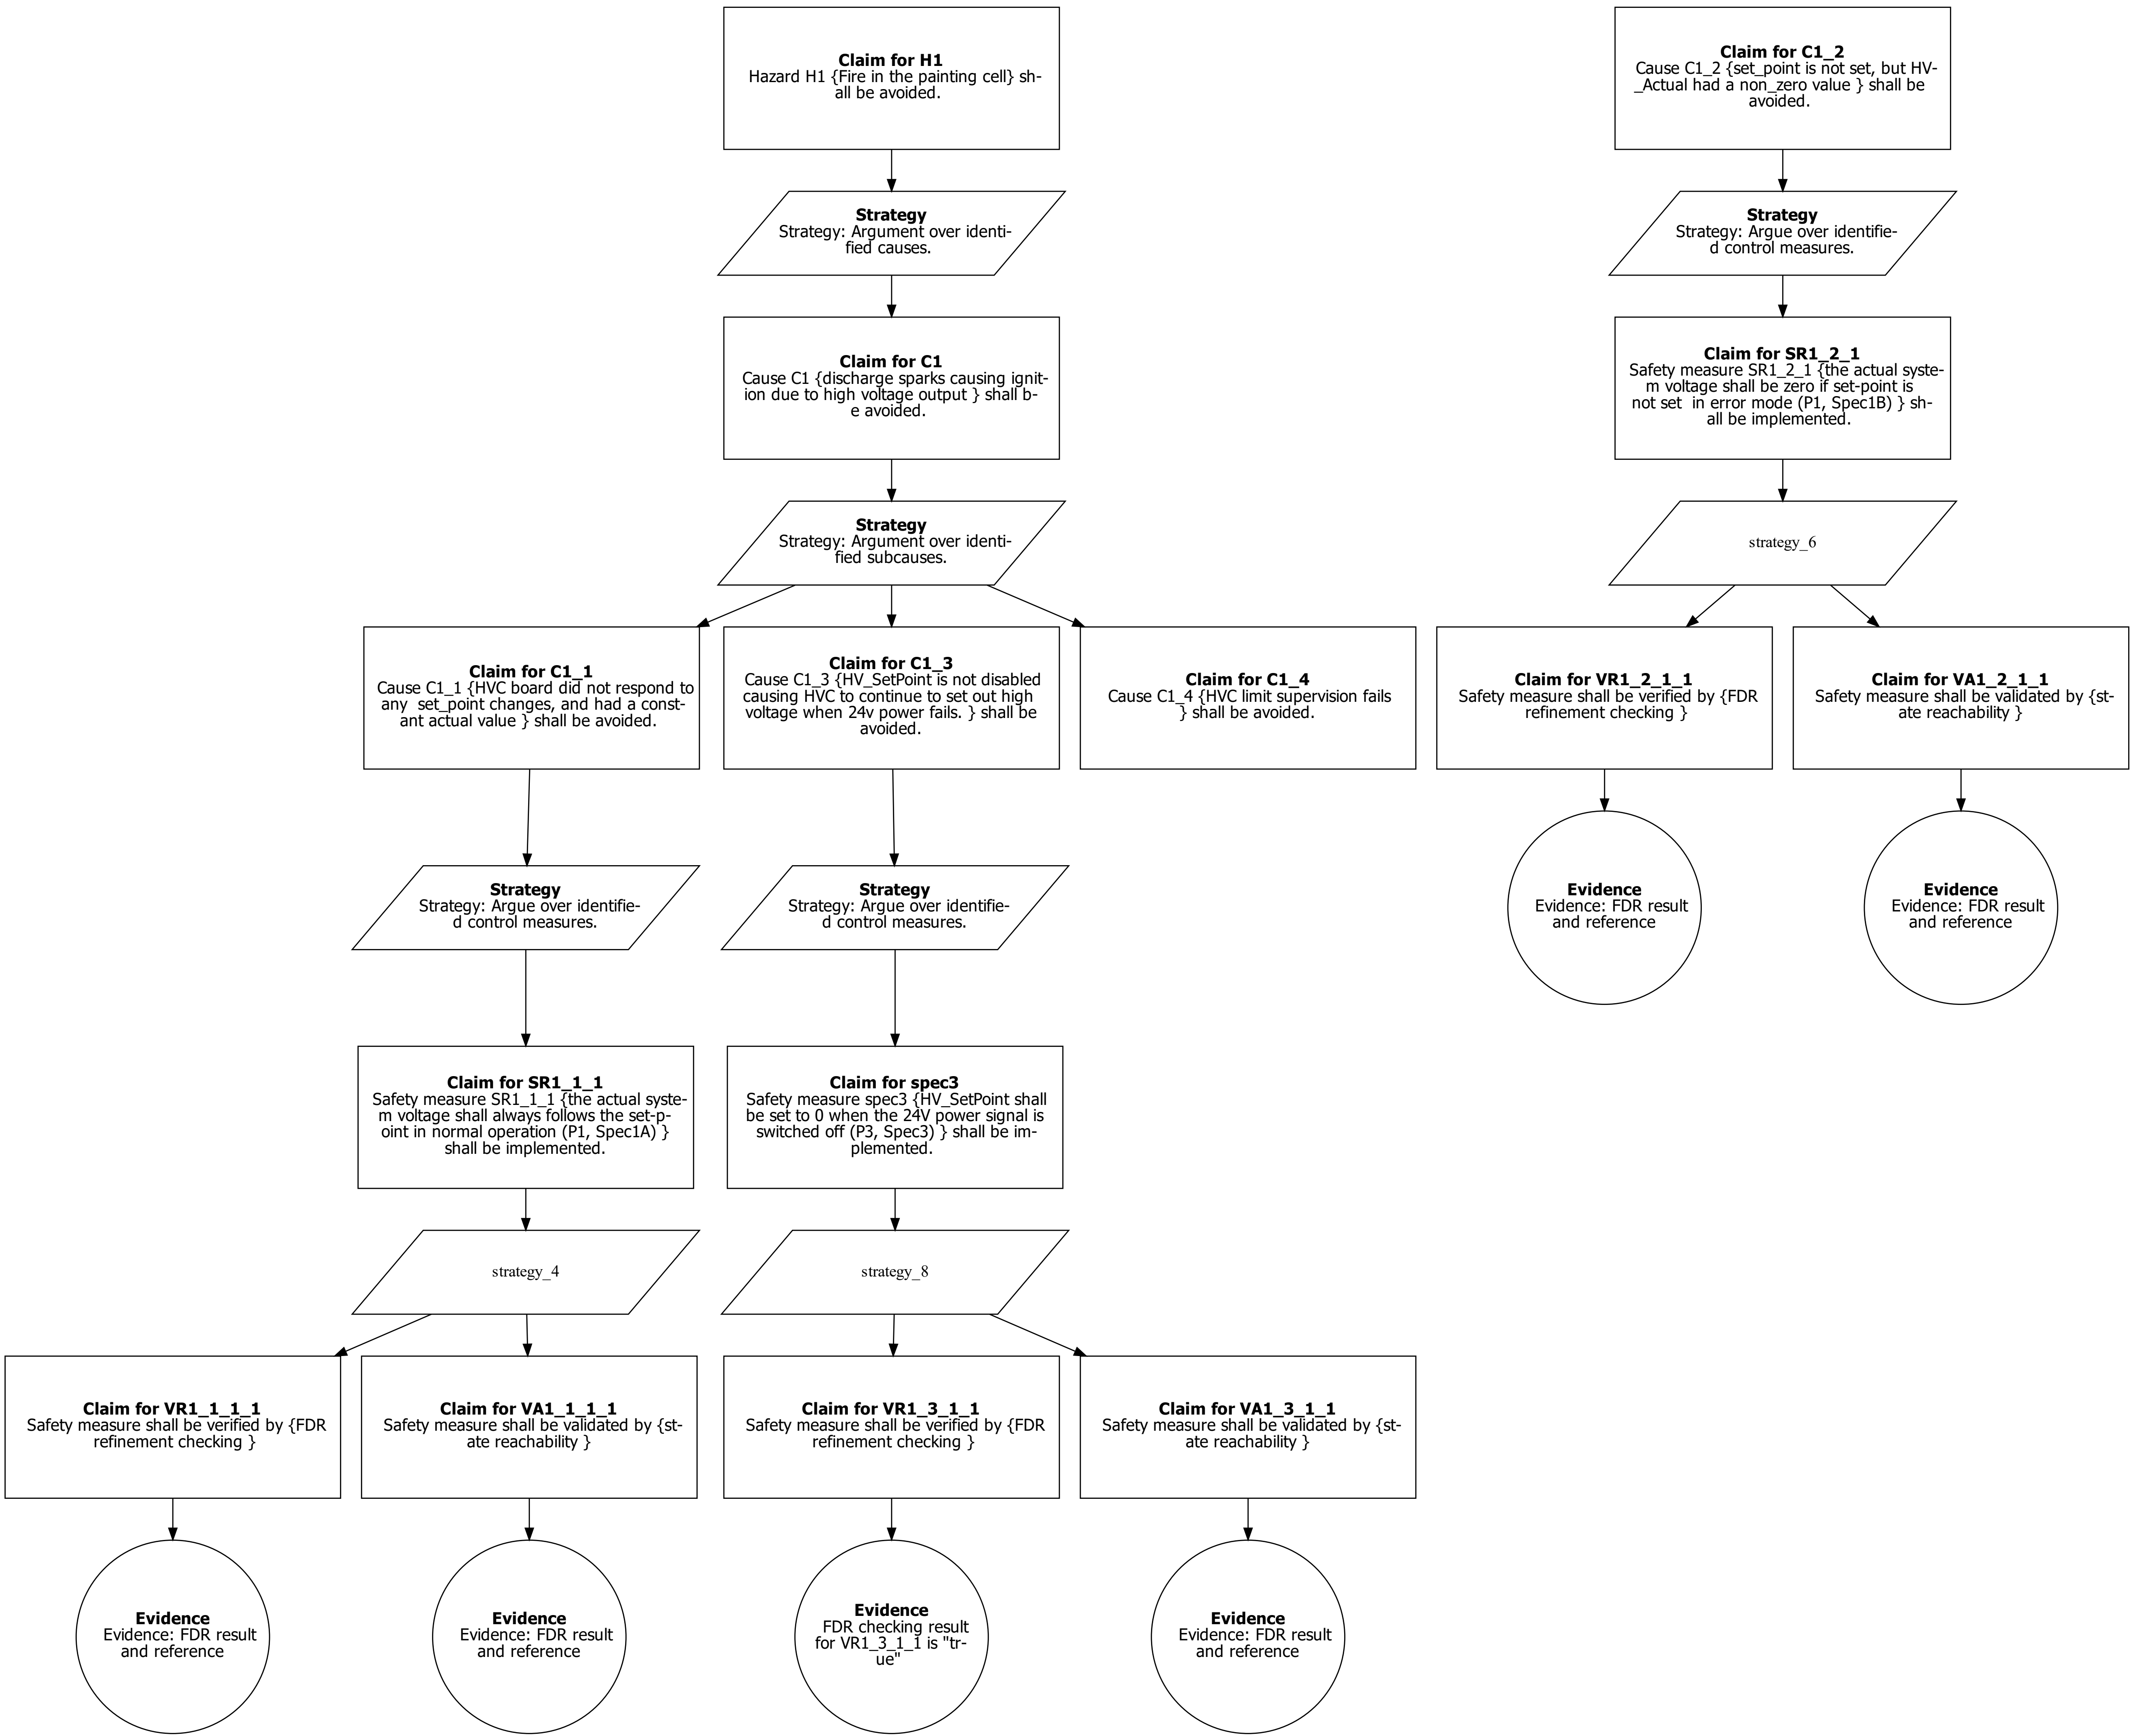 Claim for H1
Hazard H1 {Fire in the painting cell} sh-
all be avoided.
Claim for C1_2
Cause C1_2 {set_point is not set, but HV-
_Actual had a non_zero value } shall be
avoided.
Strategy
Strategy: Argument over identi-
fied causes.
Strategy
Strategy: Argue over identifie-
d control measures.
Claim for C1
Cause C1 {discharge sparks causing ignit-
ion due to high voltage output } shall b-
e avoided.
Claim for SR1_2_1
Safety measure SR1_2_1 {the actual syste-
m voltage shall be zero if set-point is
not set  in error mode (P1, Spec1B) } sh-
all be implemented.
Strategy
Strategy: Argument over identi-
fied subcauses.
strategy_6
Claim for C1_1
Cause C1_1 {HVC board did not respond to
any  set_point changes, and had a const-
ant actual value } shall be avoided.
Claim for C1_3
Cause C1_3 {HV_SetPoint is not disabled
causing HVC to continue to set out high
voltage when 24v power fails. } shall be
avoided.
Claim for C1_4
Cause C1_4 {HVC limit supervision fails
} shall be avoided.
Claim for VR1_2_1_1
Safety measure shall be verified by {FDR
refinement checking }
Claim for VA1_2_1_1
Safety measure shall be validated by {st-
ate reachability }
Strategy
Strategy: Argue over identifie-
d control measures.
Strategy
Strategy: Argue over identifie-
d control measures.
Evidence
Evidence: FDR result
and reference
Evidence
Evidence: FDR result
and reference
Claim for SR1_1_1
Safety measure SR1_1_1 {the actual syste-
m voltage shall always follows the set-p-
oint in normal operation (P1, Spec1A) }
shall be implemented.
Claim for spec3
Safety measure spec3 {HV_SetPoint shall
be set to 0 when the 24V power signal is
switched off (P3, Spec3) } shall be im-
plemented.
strategy_4
strategy_8
Claim for VR1_1_1_1
Safety measure shall be verified by {FDR
refinement checking }
Claim for VA1_1_1_1
Safety measure shall be validated by {st-
ate reachability }
Claim for VR1_3_1_1
Safety measure shall be verified by {FDR
refinement checking }
Claim for VA1_3_1_1
Safety measure shall be validated by {st-
ate reachability }
Evidence
Evidence: FDR result
and reference
Evidence
Evidence: FDR result
and reference
Evidence
FDR checking result
for VR1_3_1_1 is "tr-
ue"
Evidence
Evidence: FDR result
and reference